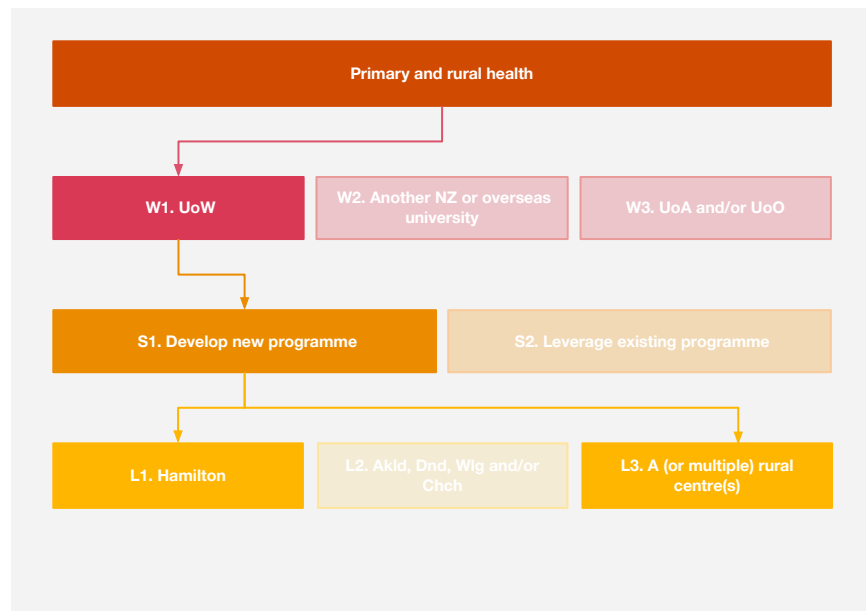 Primary and rural health
W1. UoW
W2. Another NZ or overseas
university
W3. UoA and/or UoO
S1. Develop new programme
S2. Leverage existing programme
L1. Hamilton
L2. Akld, Dnd, Wlg and/or
Chch
L3. A (or multiple) rural
centre(s)